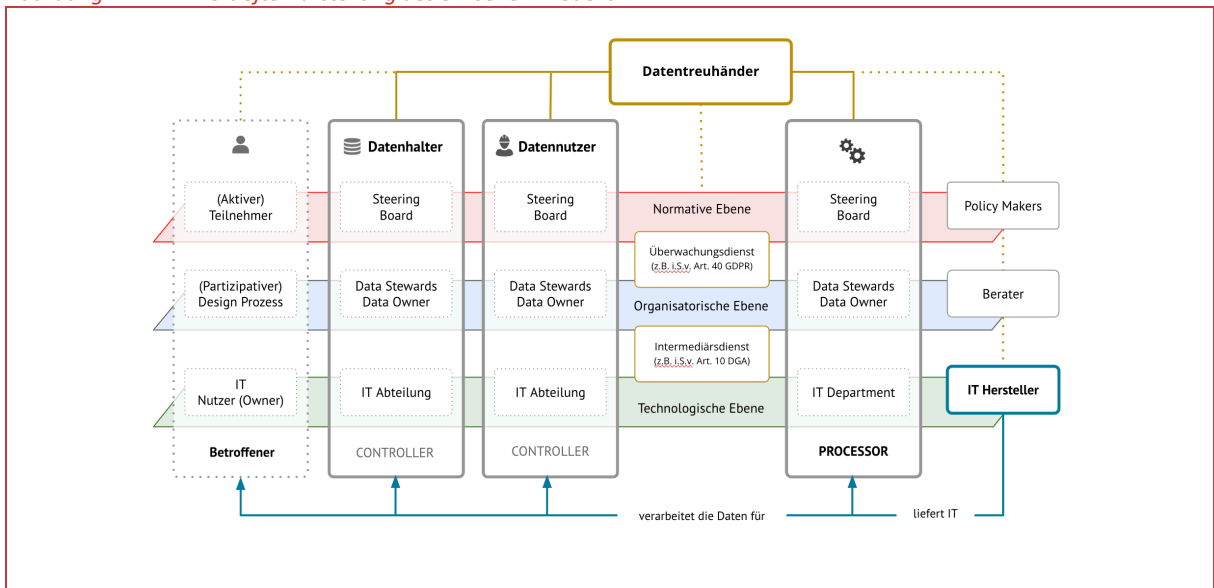 Datentreuhänder
Datenhalter
Datennutzer
(Aktiver)
Teilnehmer
Steering
Board
Steering
Board
Normative Ebene
Steering
Board
Policy Makers
Überwachungsdienst
(z.B. i.S.v. Art. 40 GDPR)
(Partizipativer)
Design Prozess
Data Stewards
Data Owner
Data Stewards
Data Owner
Organisatorische Ebene
Data Stewards
Data Owner
Berater
Intermediärsdienst
(z.B. i.S.v. Art. 10 DGA)
IT
Nutzer (Owner)
IT Abteilung
IT Abteilung
Technologische Ebene
IT Department
IT Hersteller
Betroffener
CONTROLLER
CONTROLLER
PROCESSOR
verarbeitet die Daten für
liefert IT